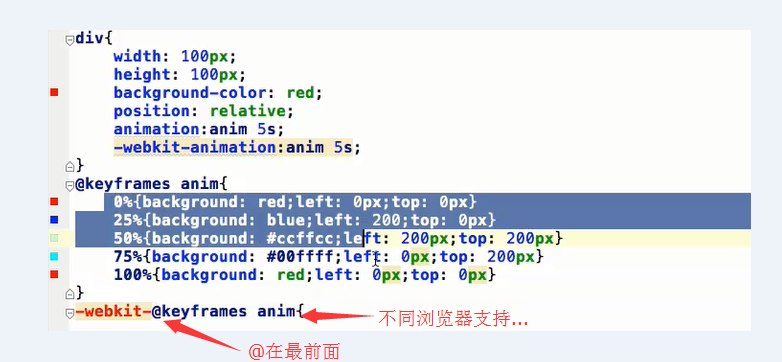 div{
width: 100px;
height: 100px;
background-color: red;
position: relative;
animation:anim 5s;
-webkit-animation:anim 5s;
}
@keyframes anim{
0%{background: red;left: 0px;top: 0px}
25%{background: blue;left: 200;top: 0px}
50%{background: #ccffcc;left: 200px;top: 200px}
75%{background: #00ffff;left: 0px;top: 200px}
100%{background: red;left: 0px;top: 0px}
}
-webkit-@keyframes anim{
不同浏览器支持...
@在最前面